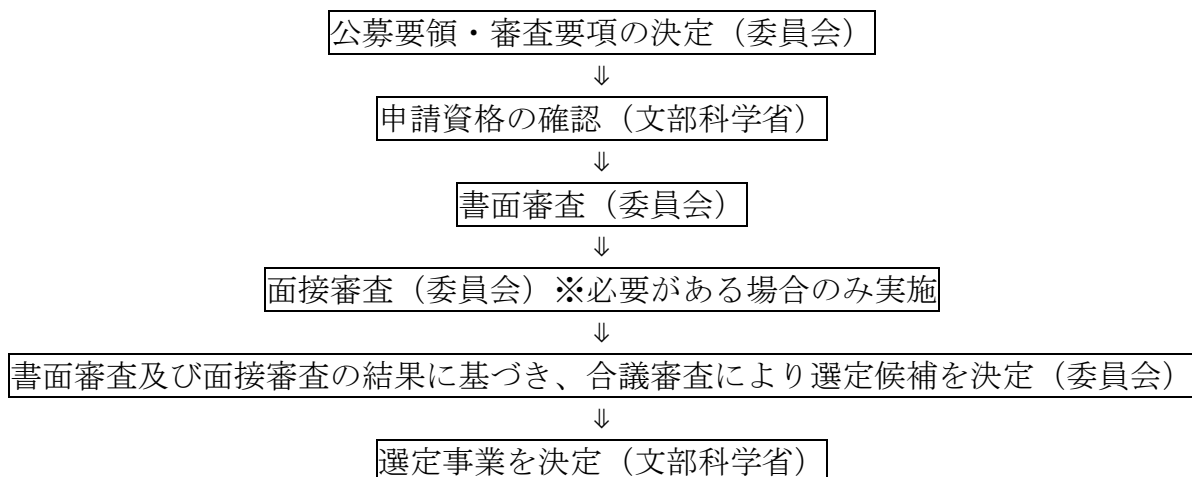 公募要領・審査要項の決定（委員会）
⇓
申請資格の確認（文部科学省）
⇓
書面審査（委員会）
⇓
面接審査（委員会）※必要がある場合のみ実施
⇓
書面審査及び面接審査の結果に基づき、合議審査により選定候補を決定（委員会）
⇓
選定事業を決定（文部科学省）